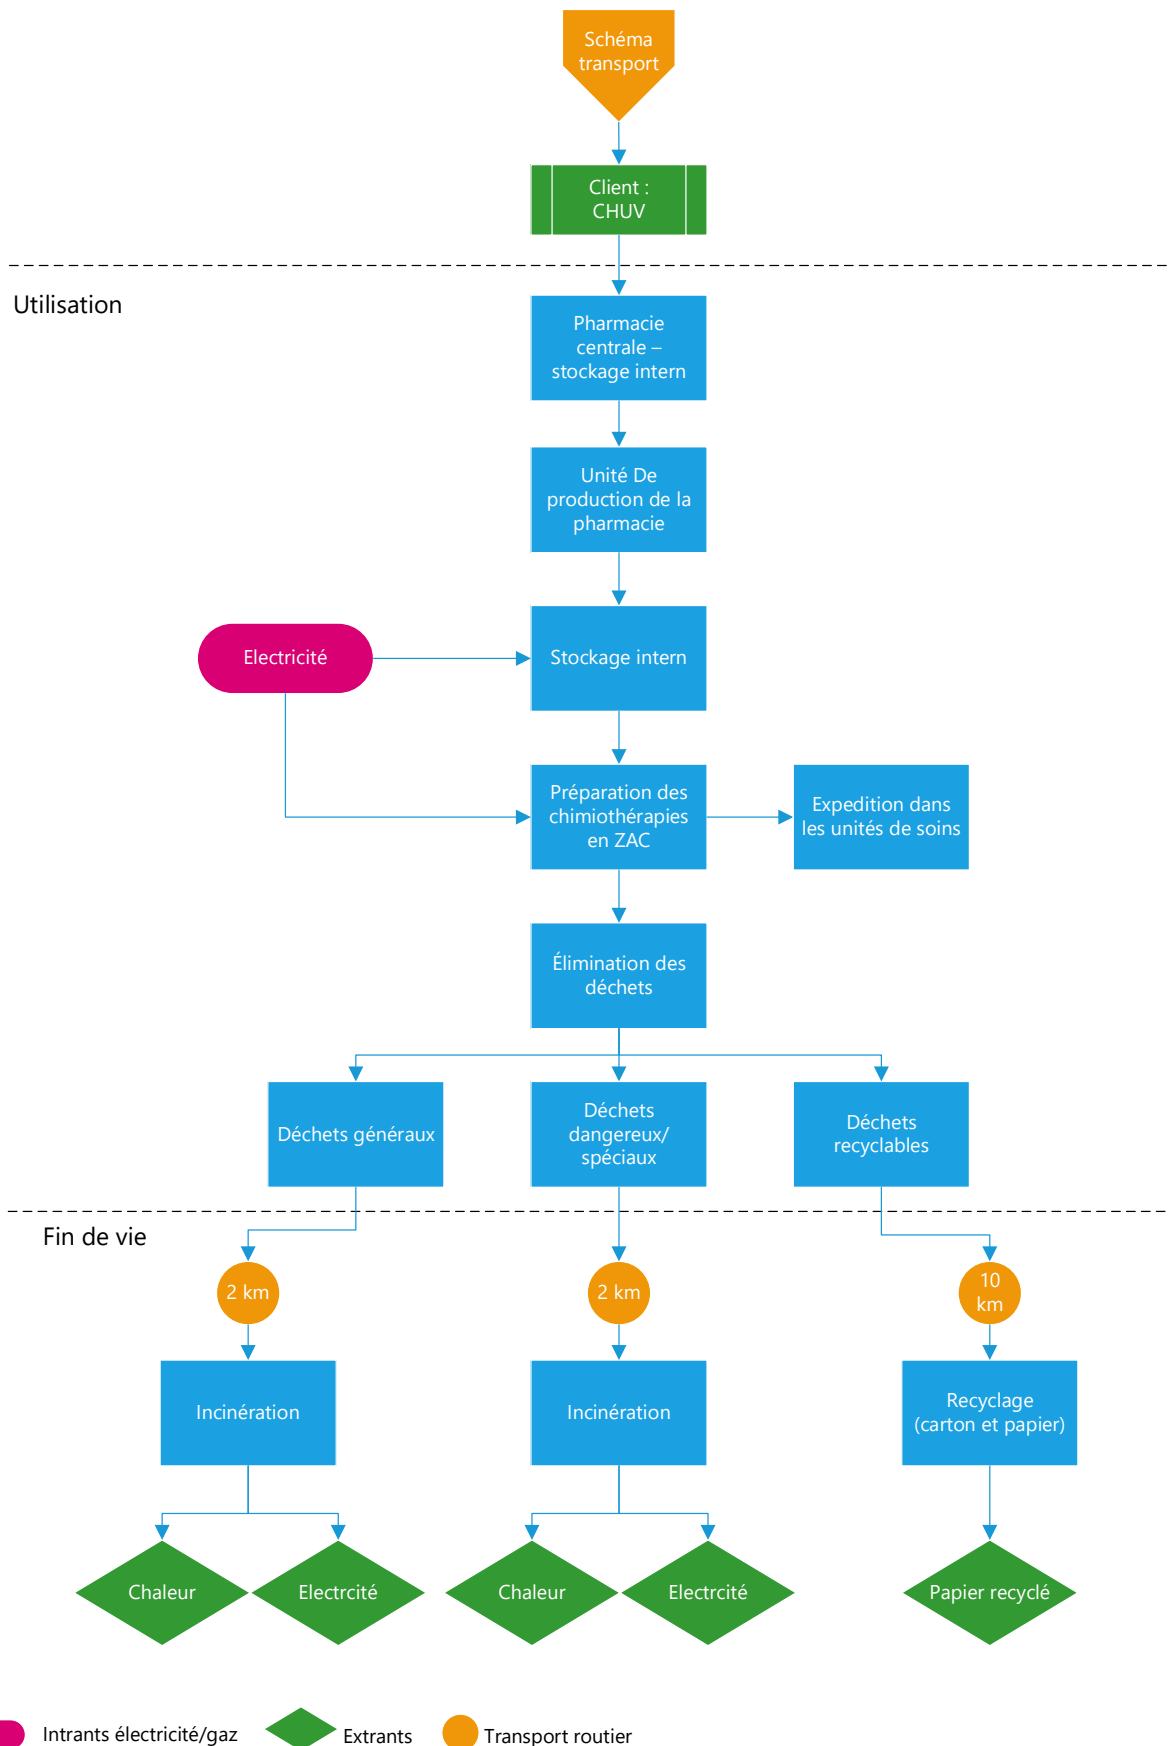 Schéma
transport
Client :
CHUV
Utilisation
Pharmacie
centrale –
stockage intern
Unité De
production de la
pharmacie
Electricité
Stockage intern
Préparation des
chimiothérapies
en ZAC
Expedition dans
les unités de soins
Élimination des
déchets
Déchets généraux
Déchets
dangereux/
spéciaux
Déchets
recyclables
Fin de vie
2 km
2 km
10
km
Incinération
Incinération
Recyclage
(carton et papier)
Chaleur
Electrcité
Chaleur
Electrcité
Papier recyclé
Intrants électricité/gaz
Extrants
Transport routier